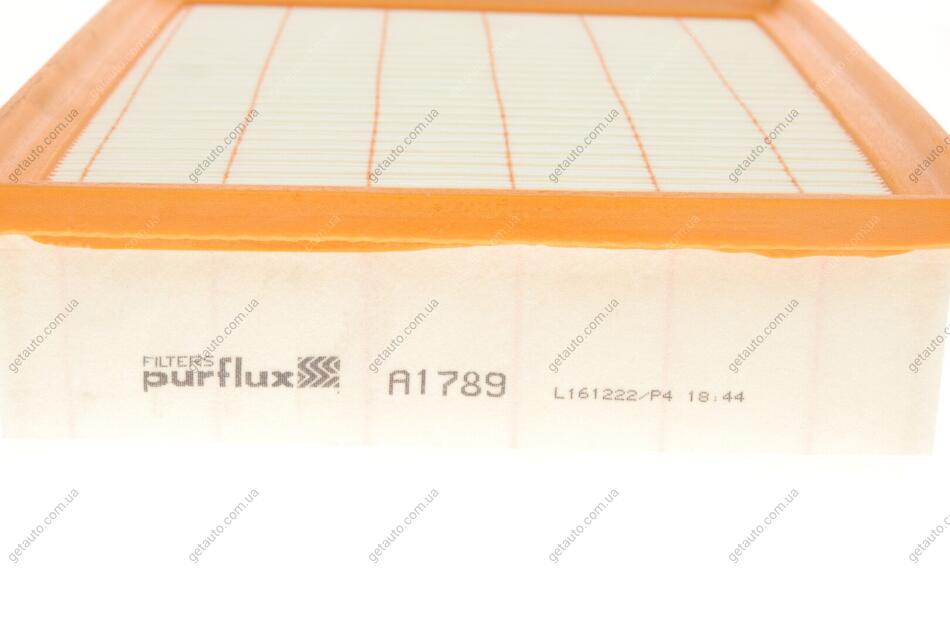 FILTERS
purflux
A1789
L161222/P4 18:44
getauto.com.ua